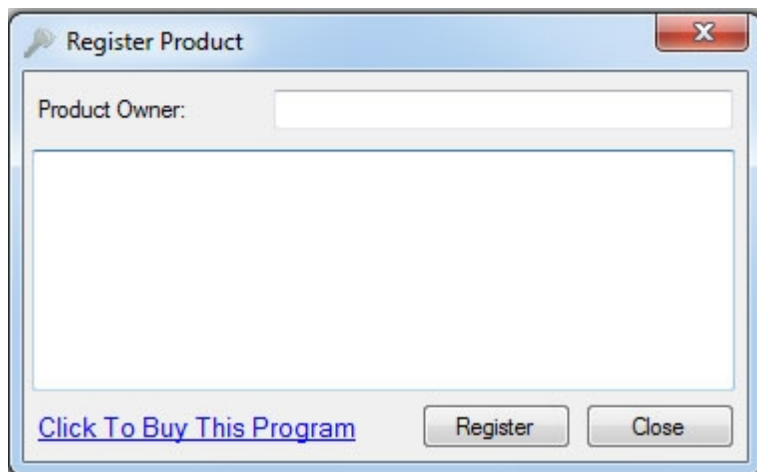 Register Product
Product Owner:
Click To Buy This Program
Register
Close